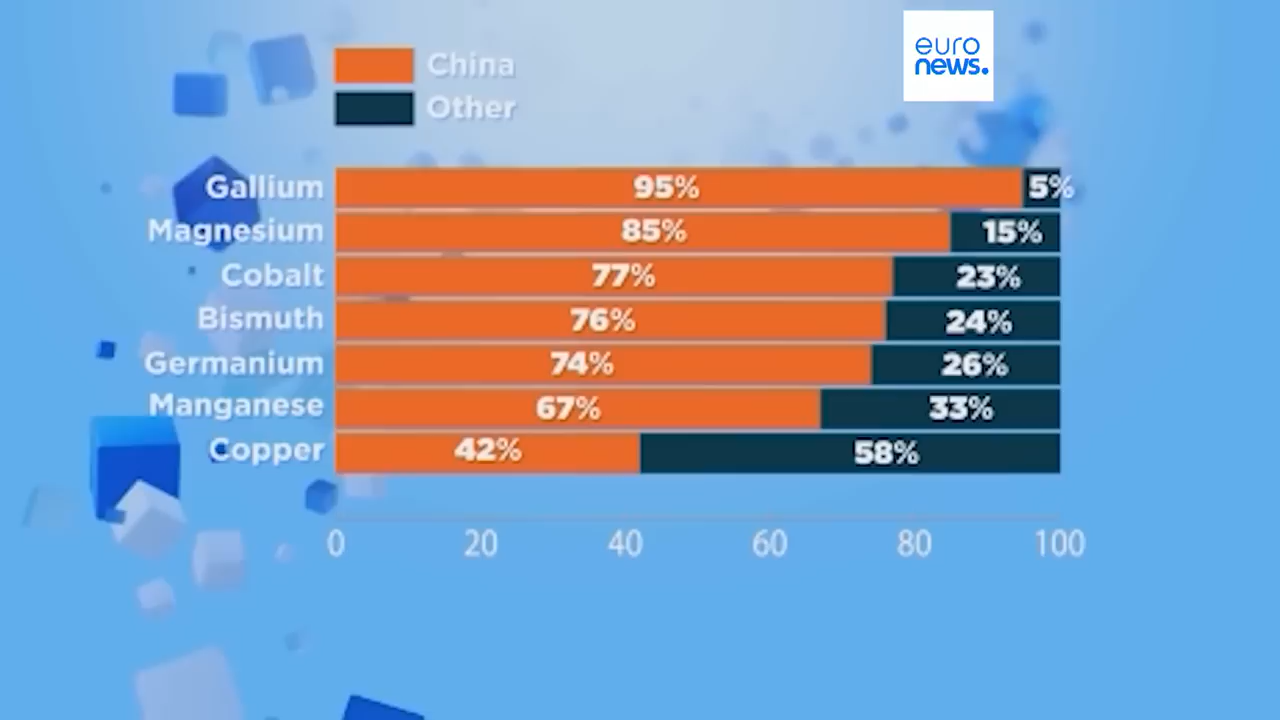 euro
news.
China
Other
Gallium 95% 5%
Magnesium 85% 15%
Cobalt 77% 23%
Bismuth 76% 24%
Germanium 74% 26%
Manganese 67% 33%
Copper 42% 58%
0 20 40 60 80 100